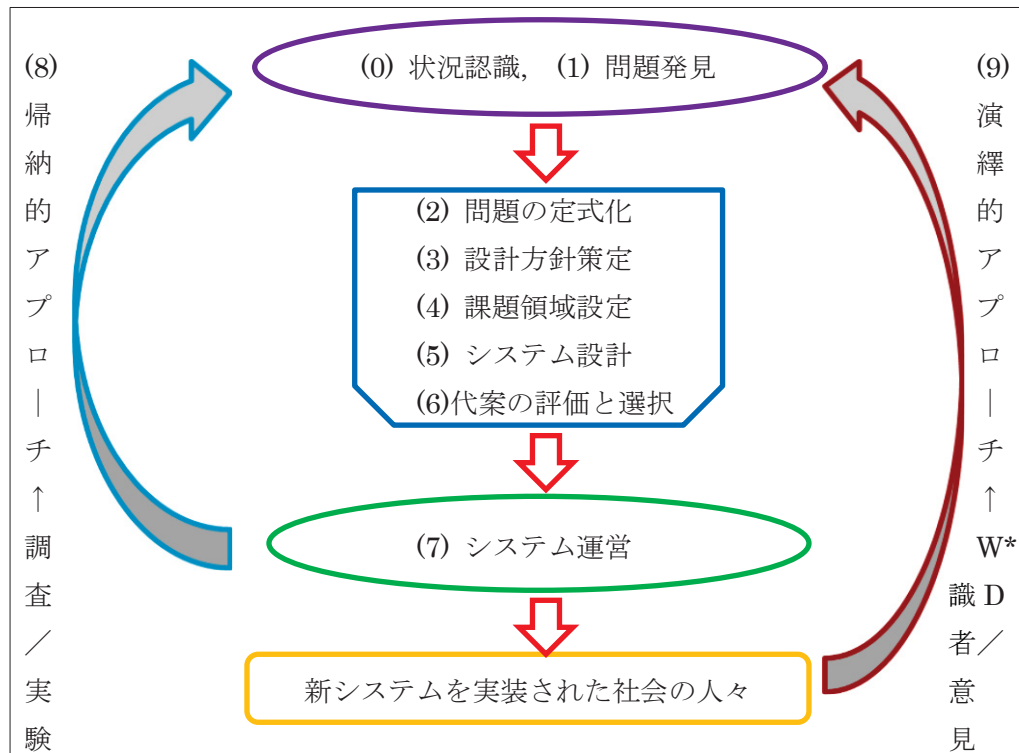 (0) 状況認識, (1) 問題発見
(2) 問題の定式化
(3) 設計方針策定
(4) 課題領域設定
(5) システム設計
(6)代案の評価と選択
(7) システム運営
新システムを実装された社会の人々
(8)帰納的アプローチ↑調査／実験
(9)演繹的アプローチ↑W*
識D
者／
意
見